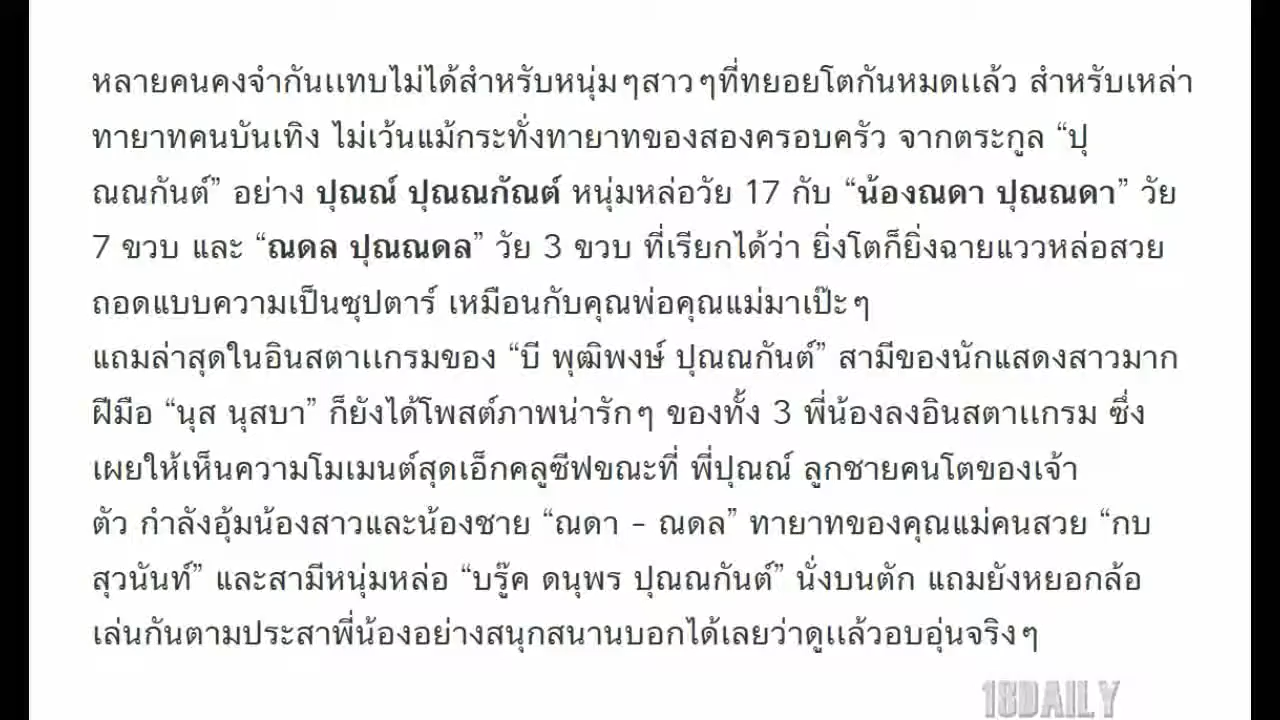 หลายคนคงจำกันแทบไม่ได้สำหรับหนุ่มๆสาวๆที่ทยอยโตกันหมดแล้ว สำหรับเหล่า
ทายาทคนบันเทิง ไม่เว้นแม้กระทั่งทายาทของสองครอบครัว จากตระกูล “ปุ
ณณกันต์” อย่าง ปุณณ์ ปุณณกัณต์ หนุ่มหล่อวัย 17 กับ “น้องณดา ปุณณดา” วัย
7 ขวบ และ “ณดล ปุณณดล” วัย 3 ขวบ ที่เรียกได้ว่า ยิ่งโตก็ยิ่งฉายแววหล่อสวย
ถอดแบบความเป็นซุปตาร์ เหมือนกับคุณพ่อคุณแม่มาเป๊ะๆ
แถมล่าสุดในอินสตาแกรมของ “บี พุฒิพงษ์ ปุณณกันต์” สามีของนักแสดงสาวมาก
ฝีมือ “นุส นุสบา” ก็ยังได้โพสต์ภาพน่ารักๆ ของทั้ง 3 พี่น้องลงอินสตาแกรม ซึ่ง
เผยให้เห็นความโมเมนต์สุดเอ็กคลูซีฟขณะที่ พี่ปุณณ์ ลูกชายคนโตของเจ้า
ตัว กำลังอุ้มน้องสาวและน้องชาย “ณดา – ณดล” ทายาทของคุณแม่คนสวย “กบ
สุวนันท์” และสามีหนุ่มหล่อ “บรู๊ค ดนุพร ปุณณกันต์” นั่งบนตัก แถมยังหยอกล้อ
เล่นกันตามประสาพี่น้องอย่างสนุกสนานบอกได้เลยว่าดูแล้วอบอุ่นจริงๆ
18DAILY